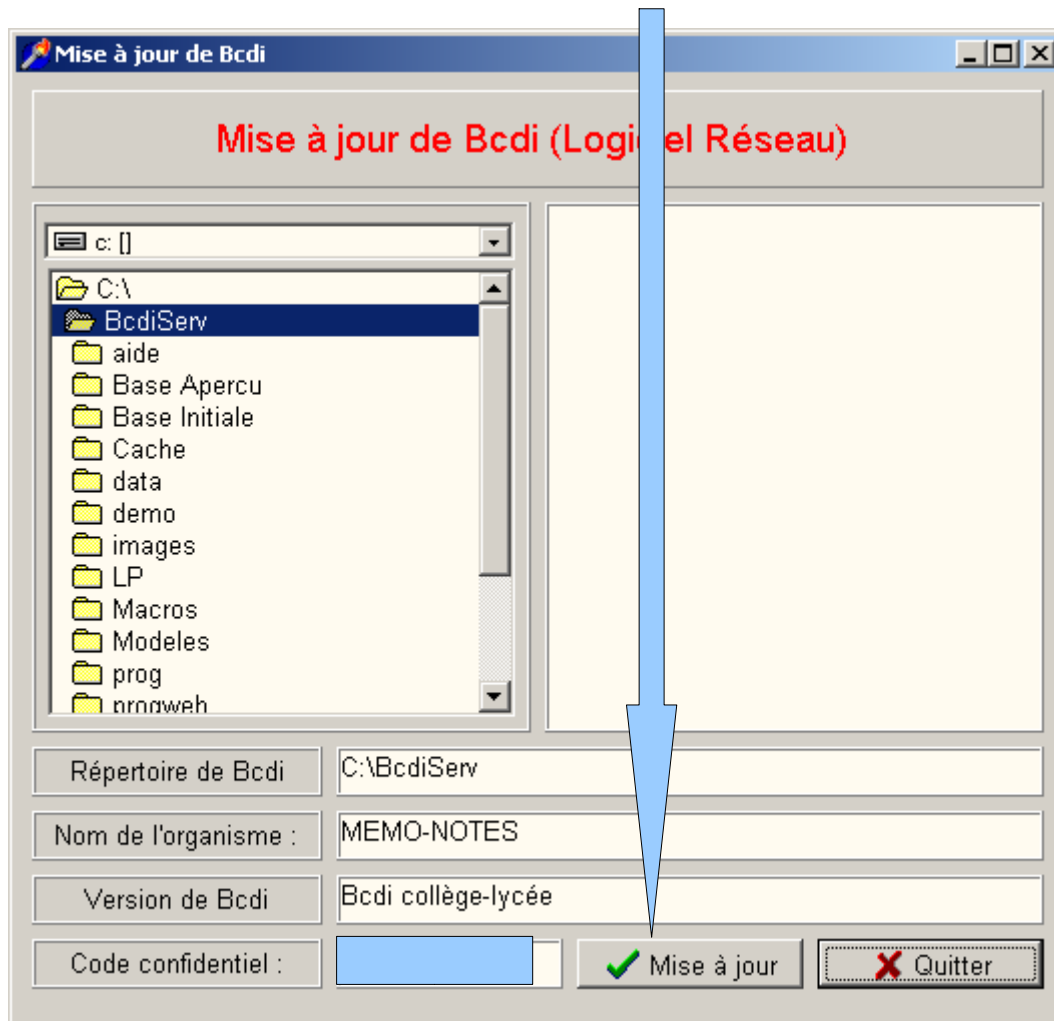 Mise à jour de Bcdi
Mise à jour de Bcdi (Logiciel Réseau)
c: []
C:\
BcdiServ
aide
Base Apercu
Base Initiale
Cache
data
demo
images
LP
Macros
Modeles
prog
progweb
Répertoire de Bcdi
C:\BcdiServ
Nom de l'organisme :
MEMO-NOTES
Version de Bcdi
Bcdi collège-lycée
Code confidentiel :
Mise à jour
Quitter